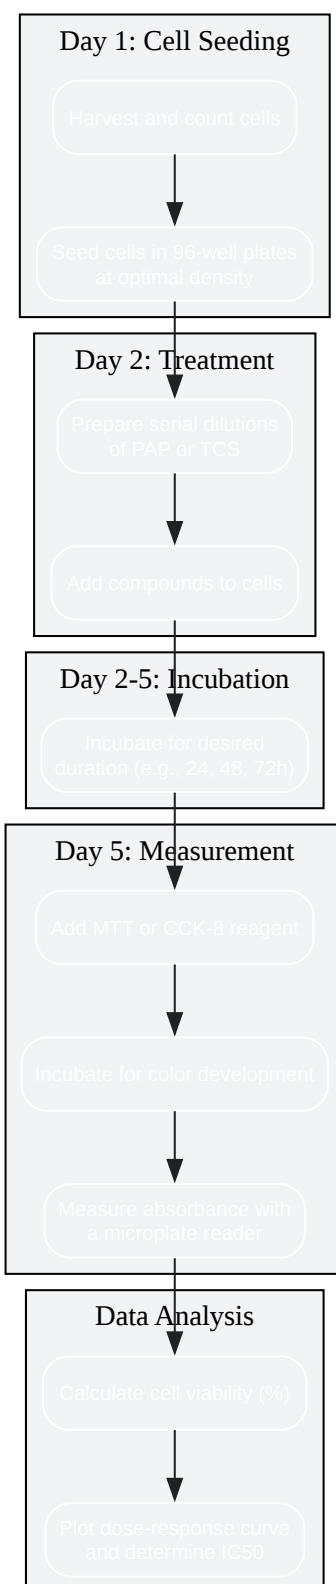 Day 1: Cell Seeding
Harvest and count cells
Seed cells in 96-well plates
at optimal density
Day 2: Treatment
Prepare serial dilutions
of PAP or TCS
Add compounds to cells
Day 2-5: Incubation
Incubate for desired
duration (e.g., 24, 48, 72h)
Day 5: Measurement
Add MTT or CCK-8 reagent
Incubate for color development
Measure absorbance with
a microplate reader
Data Analysis
Calculate cell viability (%)
Plot dose-response curve
and determine IC50